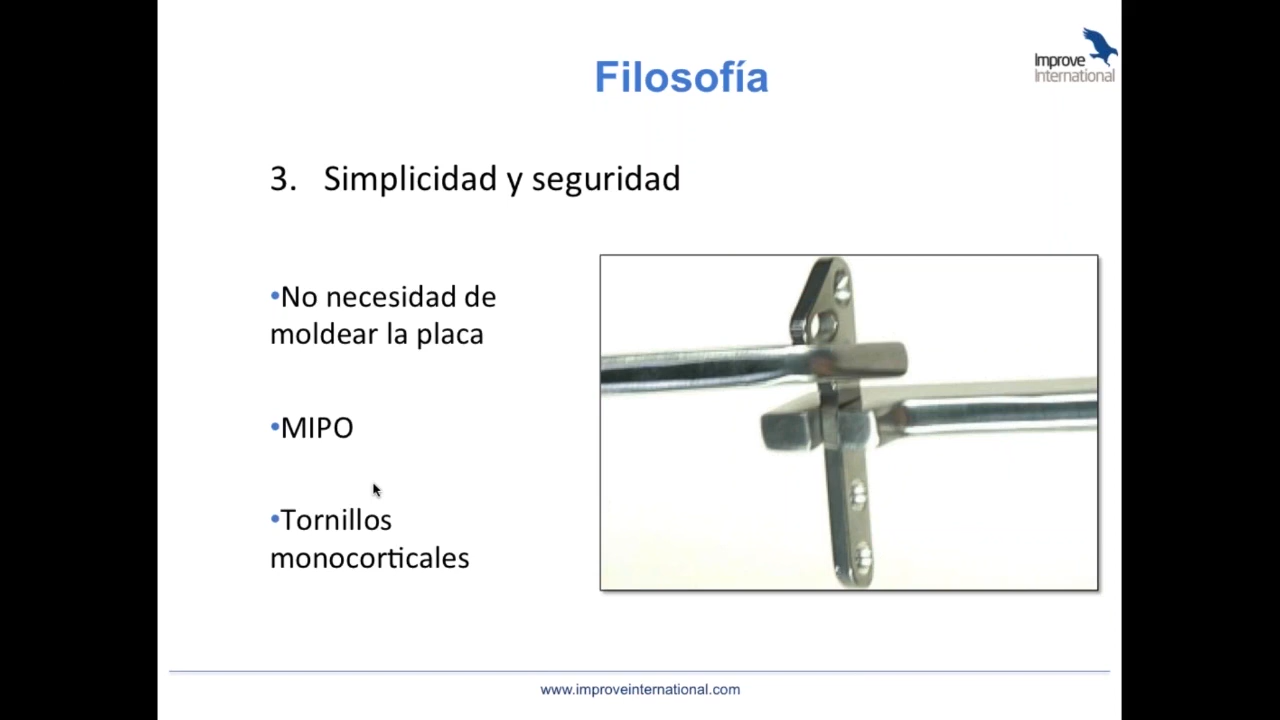 Filosofía
Improve
International
3. Simplicidad y seguridad
•No necesidad de
moldear la placa
•MIPO
•Tornillos
monocorticales
www.improveinternational.com